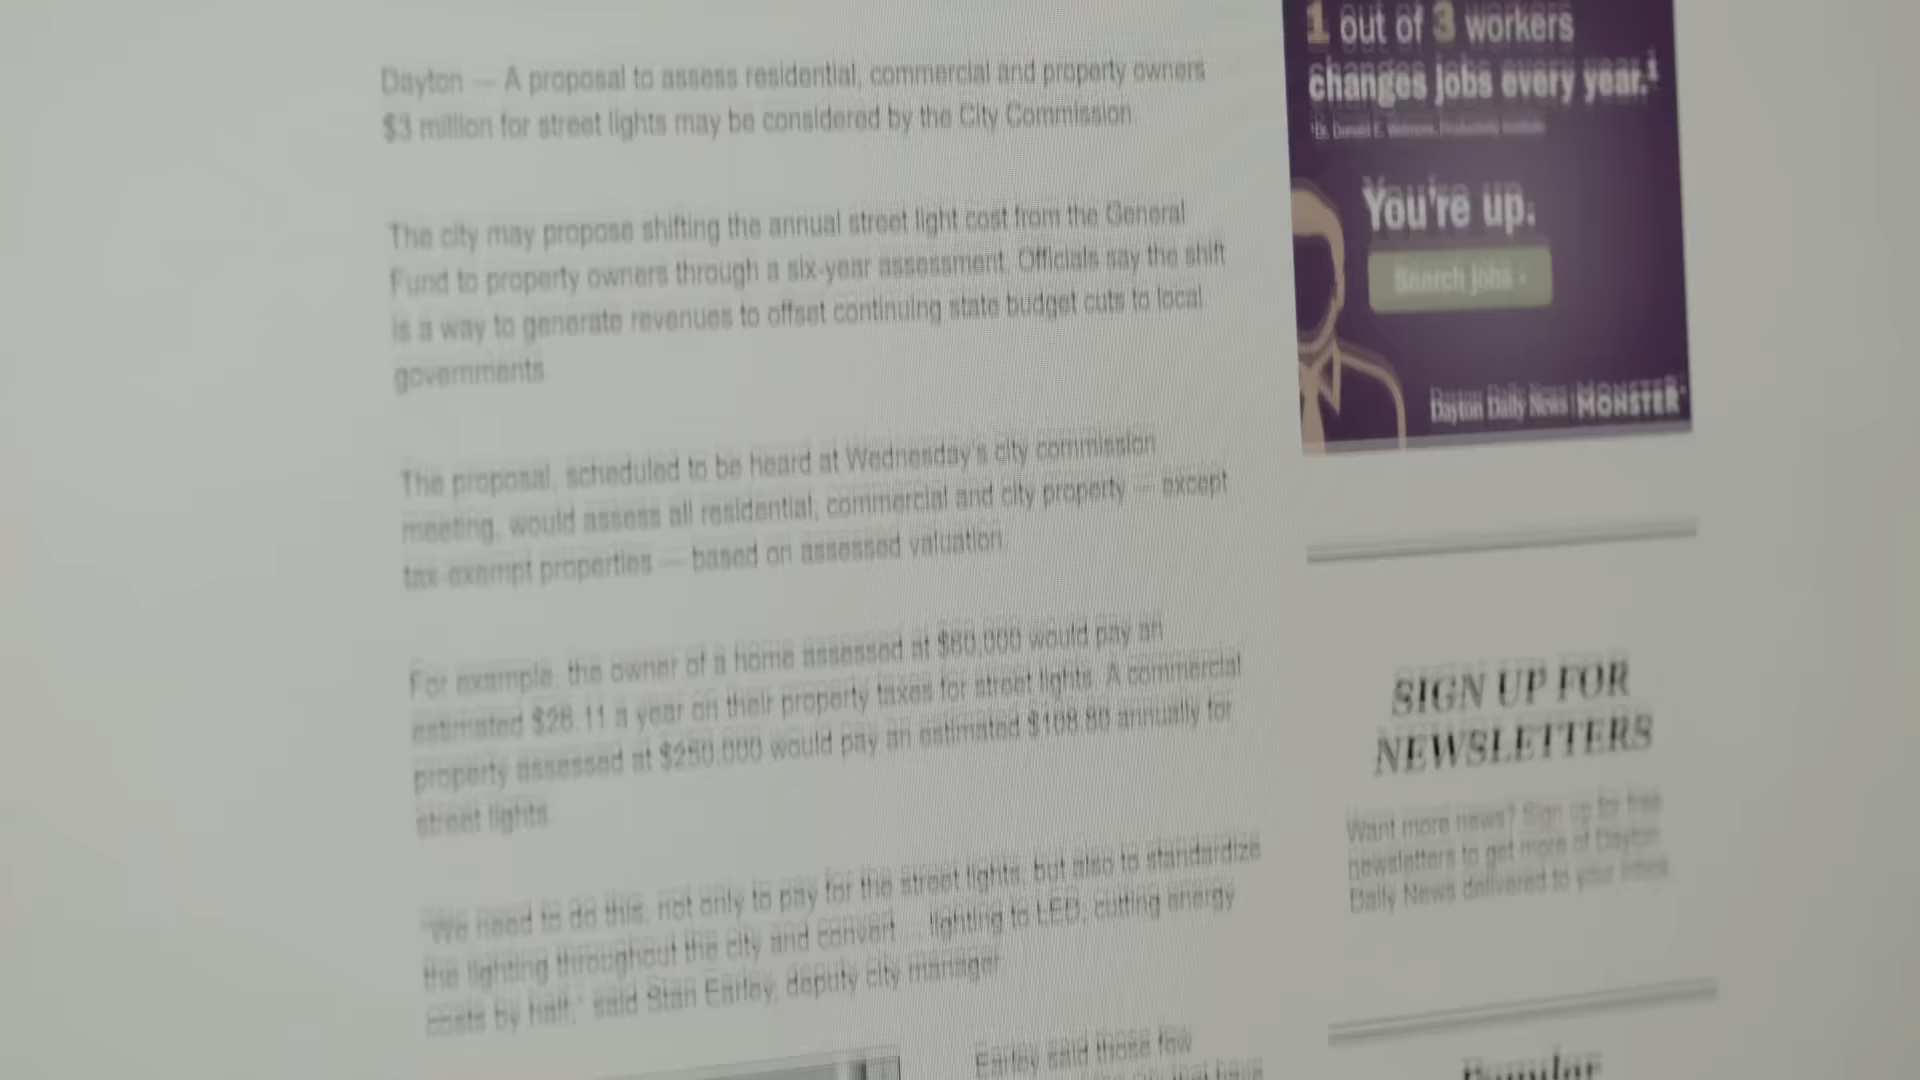 Dayton — A proposal to assess residential, commercial and property owners
$3 million for street lights may be considered by the City Commission.
The city may propose shifting the annual street light cost from the General
Fund to property owners through a six-year assessment. Officials say the shift
is a way to generate revenues to offset continuing state budget cuts to local
governments.
The proposal, scheduled to be heard at Wednesday's city commission
meeting, would assess all residential, commercial and city property — except
tax-exempt properties — based on assessed valuation.
For example, the owner of a home assessed at would pay an
estimated a year on their property taxes for street lights. A commercial
property assessed at $250,000 would pay an estimated annually for
street lights.
"We need to do this, not only to pay for the street lights, but also to standardize
the lighting throughout the city and convert ... lighting to LED, cutting energy
costs by half," said Stan Earley, deputy city manager.
Earley said those few
that have
1 out of 3 workers
changes jobs every year.¹
You're up.
Search jobs
Dayton Daily News | MONSTER
SIGN UP FOR
NEWSLETTERS
Want more news? Sign up for free
newsletters to get more of Dayton
Daily News delivered to your inbox.
Popular